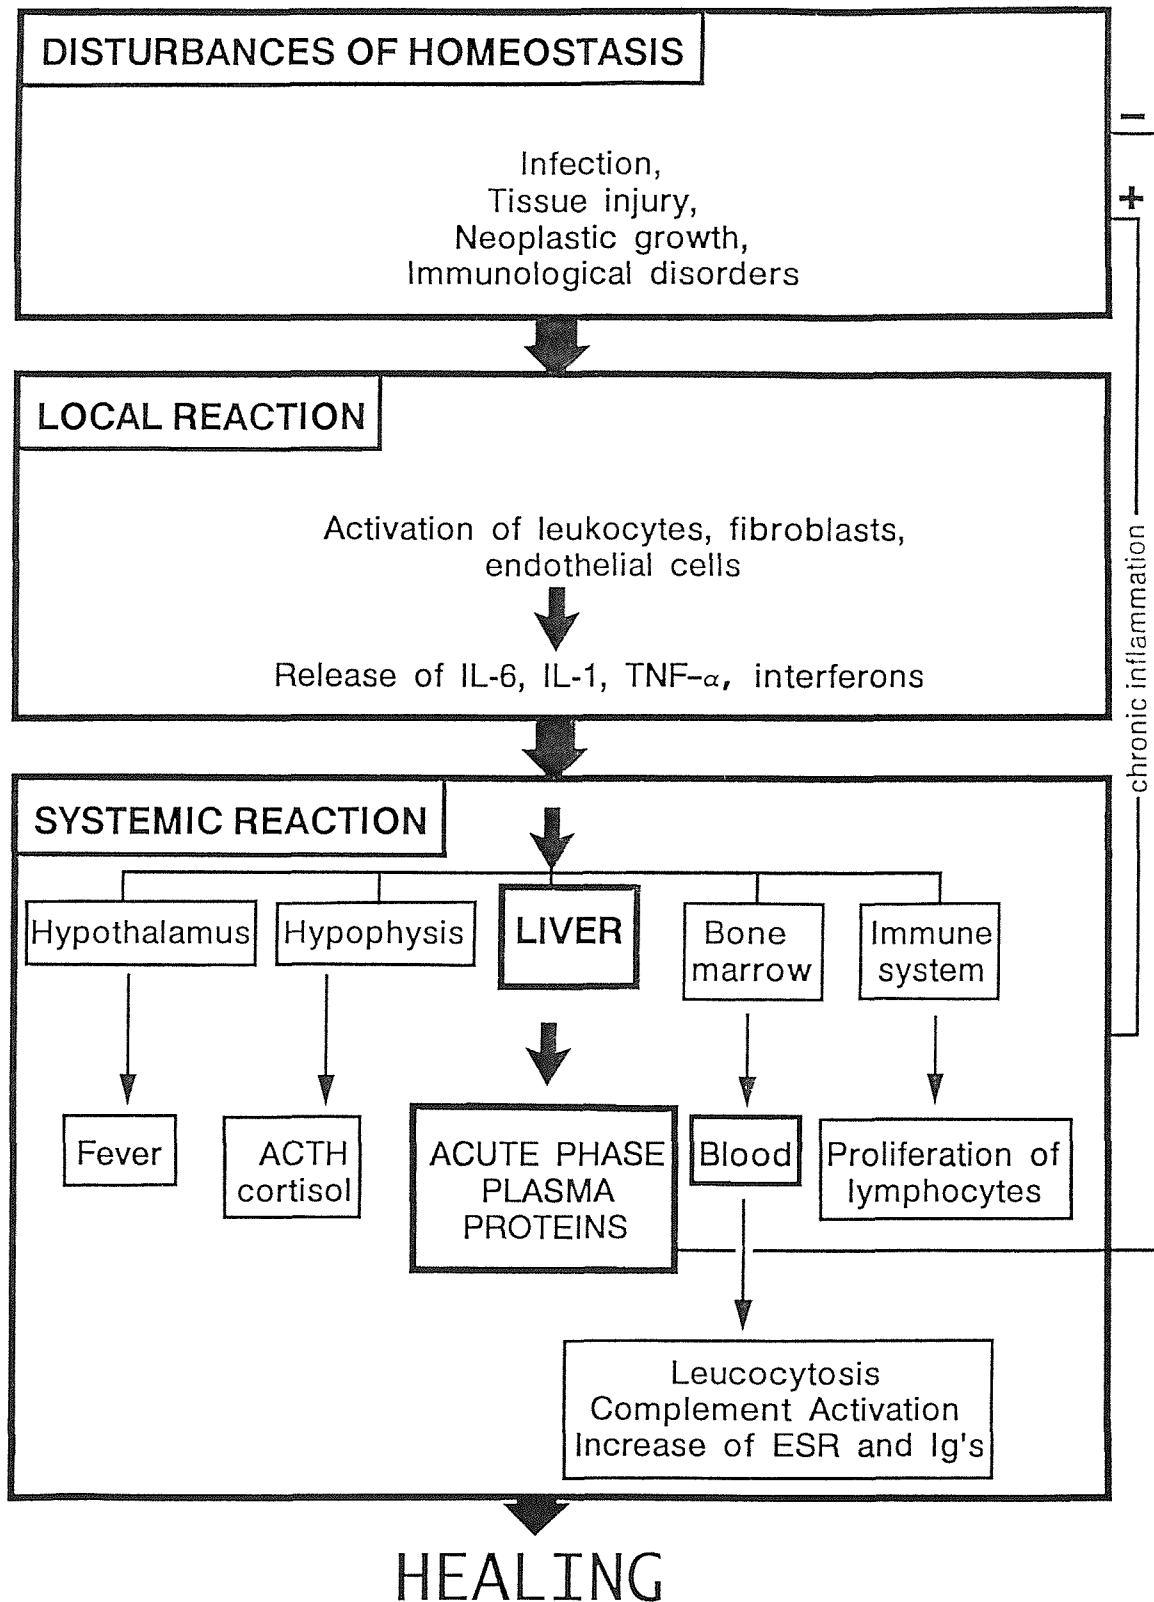 DISTURBANCES OF HOMEOSTASIS
−
Infection,
Tissue injury,
+
Neoplastic growth,
Immunological disorders
LOCAL REACTION
Activation of leukocytes, fibroblasts,
endothelial cells
Release of IL-6, IL-1, TNF-α, interferons
chronic inflammation
SYSTEMIC REACTION
Hypothalamus
Hypophysis
LIVER
Bone
marrow
Immune
system
Fever
ACTH
cortisol
ACUTE PHASE
PLASMA
PROTEINS
Blood
Proliferation of
lymphocytes
Leucocytosis
Complement Activation
Increase of ESR and Ig's
HEALING